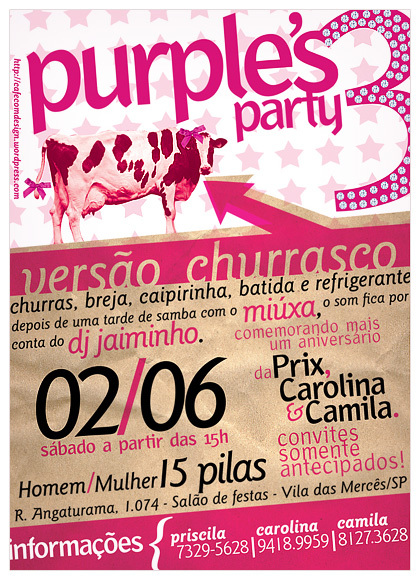 purple's
party
3
http://cafecomdesign.wordpress.com
versão churrasco
churras, breja, caipirinha, batida e refrigerante
depois de uma tarde de samba com o miúxa, o som fica por
conta do dj jaiminho.
comemorando mais
um aniversário
da Prix,
Carolina
& Camila.
02/06
sábado a partir das 15h
convites
somente
antecipados!
Homem/Mulher 15 pilas
R. Angaturama, 1.074 - Salão de festas - Vila das Mercês/SP
informações {
priscila
7329-5628
carolina
9418.9959
camila
8127.3628